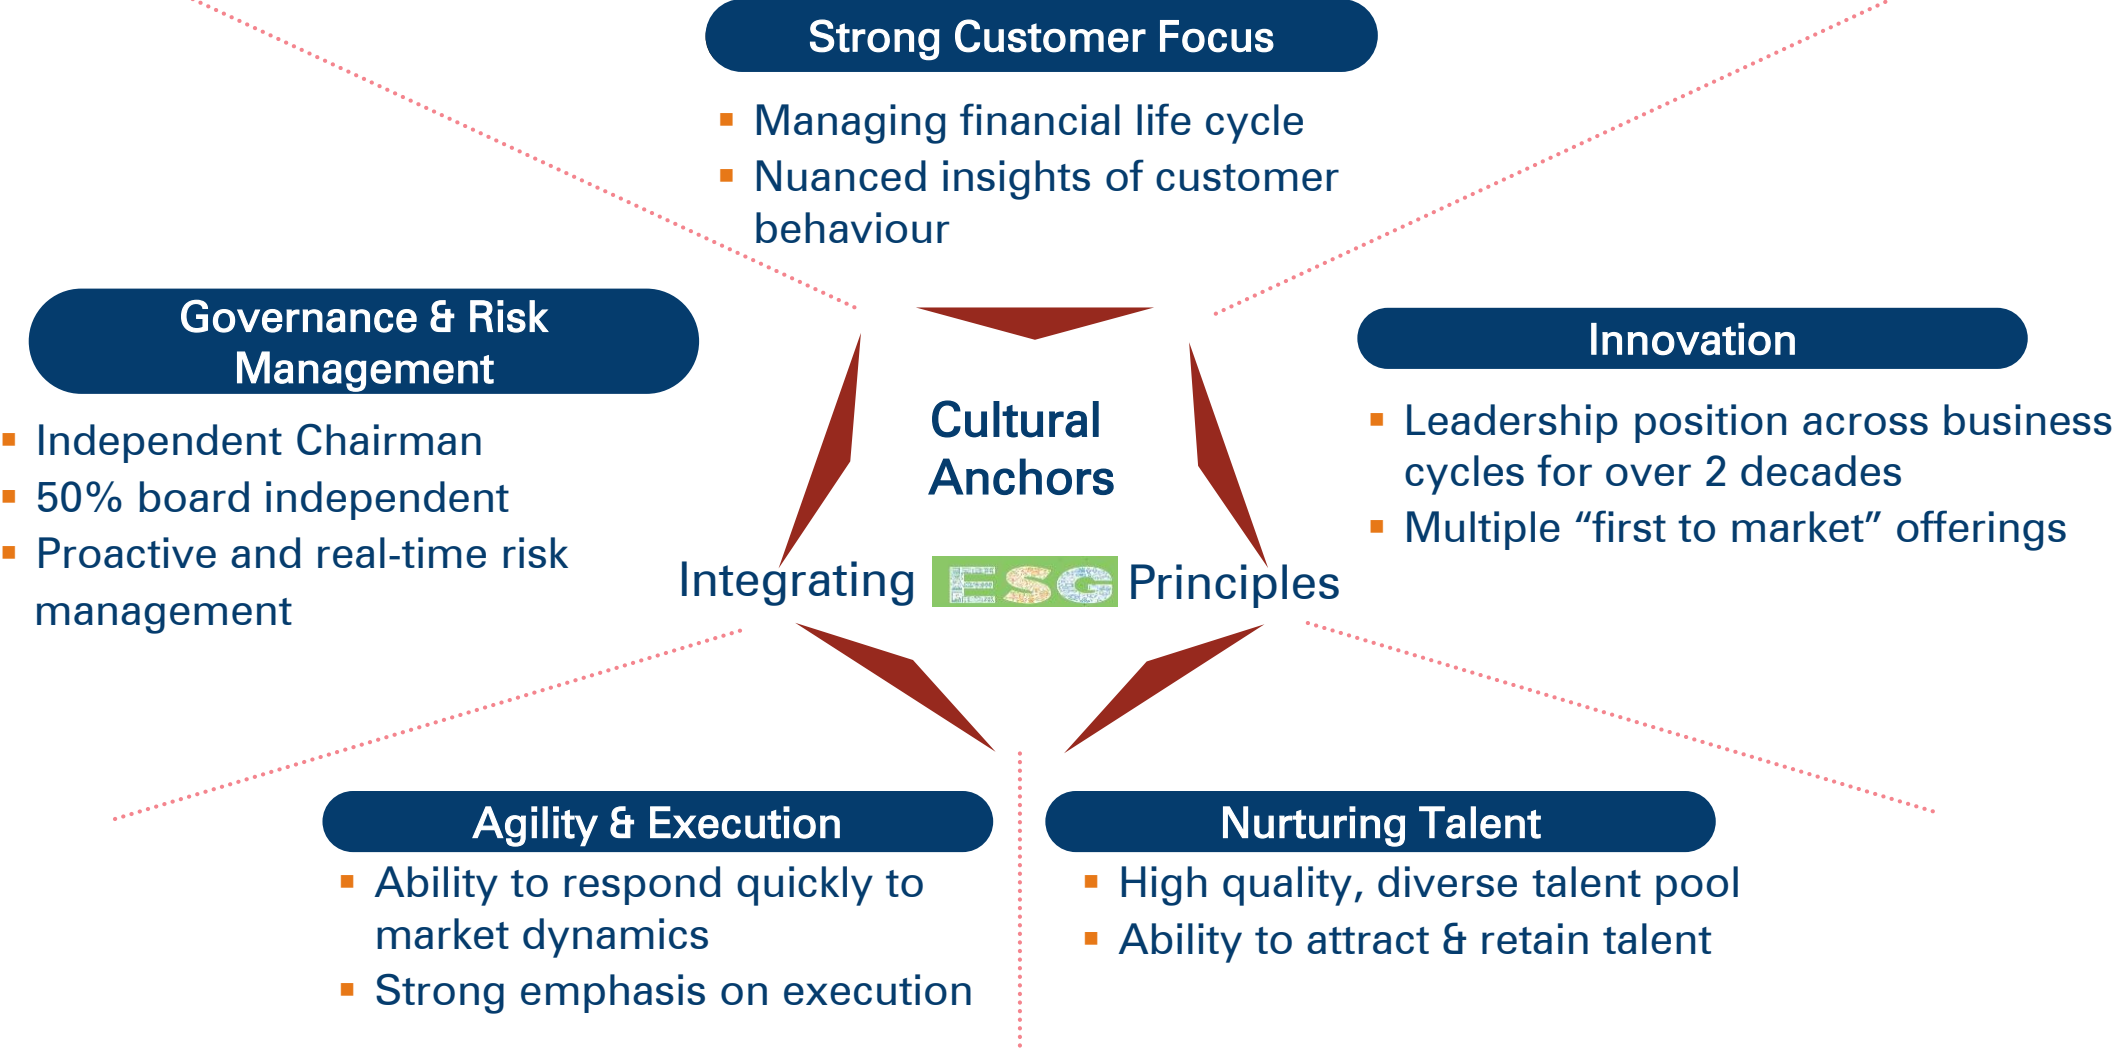 Strong Customer Focus
▪ Managing financial life cycle
▪ Nuanced insights of customer
behaviour
Governance & Risk
Management
▪ Independent Chairman
▪ 50% board independent
▪ Proactive and real-time risk
management
Cultural
Anchors
Integrating ESG Principles
Innovation
▪ Leadership position across business
cycles for over 2 decades
▪ Multiple “first to market” offerings
Agility & Execution
▪ Ability to respond quickly to
market dynamics
▪ Strong emphasis on execution
Nurturing Talent
▪ High quality, diverse talent pool
▪ Ability to attract & retain talent